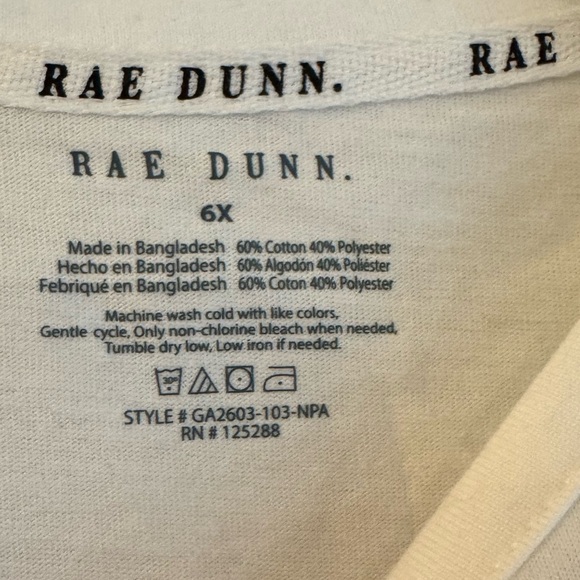 RAE DUNN. RAE
RAE DUNN.
6X
Made in Bangladesh 60% Cotton 40% Polyester
Hecho en Bangladesh 60% Algodón 40% Poliéster
Fabriqué en Bangladesh 60% Coton 40% Polyester
Machine wash cold with like colors,
Gentle cycle, Only non-chlorine bleach when needed,
Tumble dry low, Low iron if needed.
30°
STYLE # GA2603-103-NPA
RN # 125288